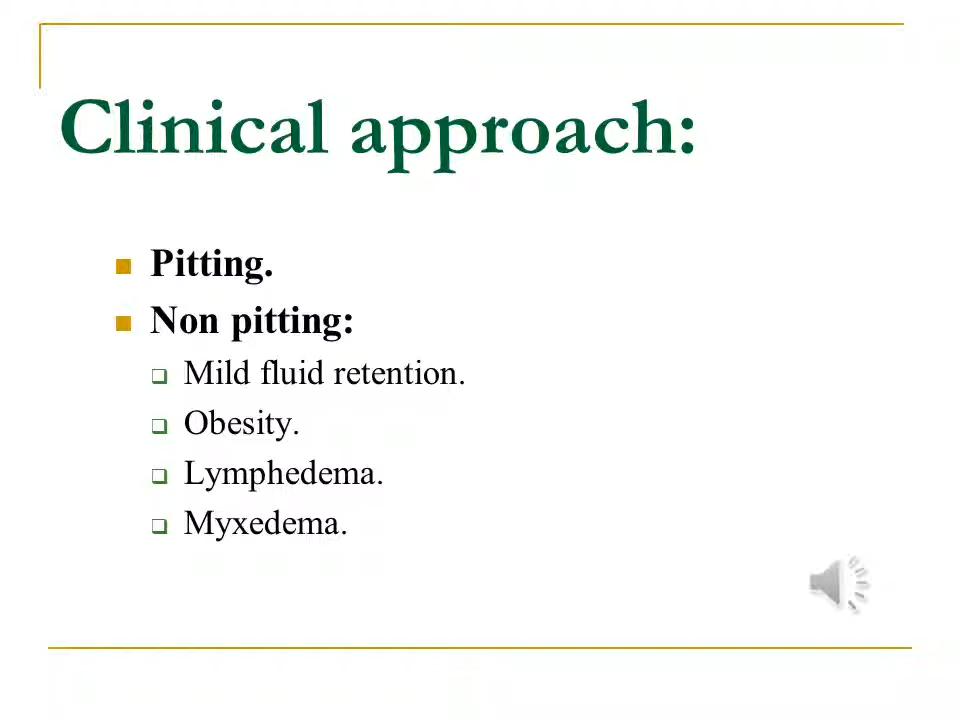 Clinical approach:
Pitting.
Non pitting:
Mild fluid retention.
Obesity.
Lymphedema.
Myxedema.